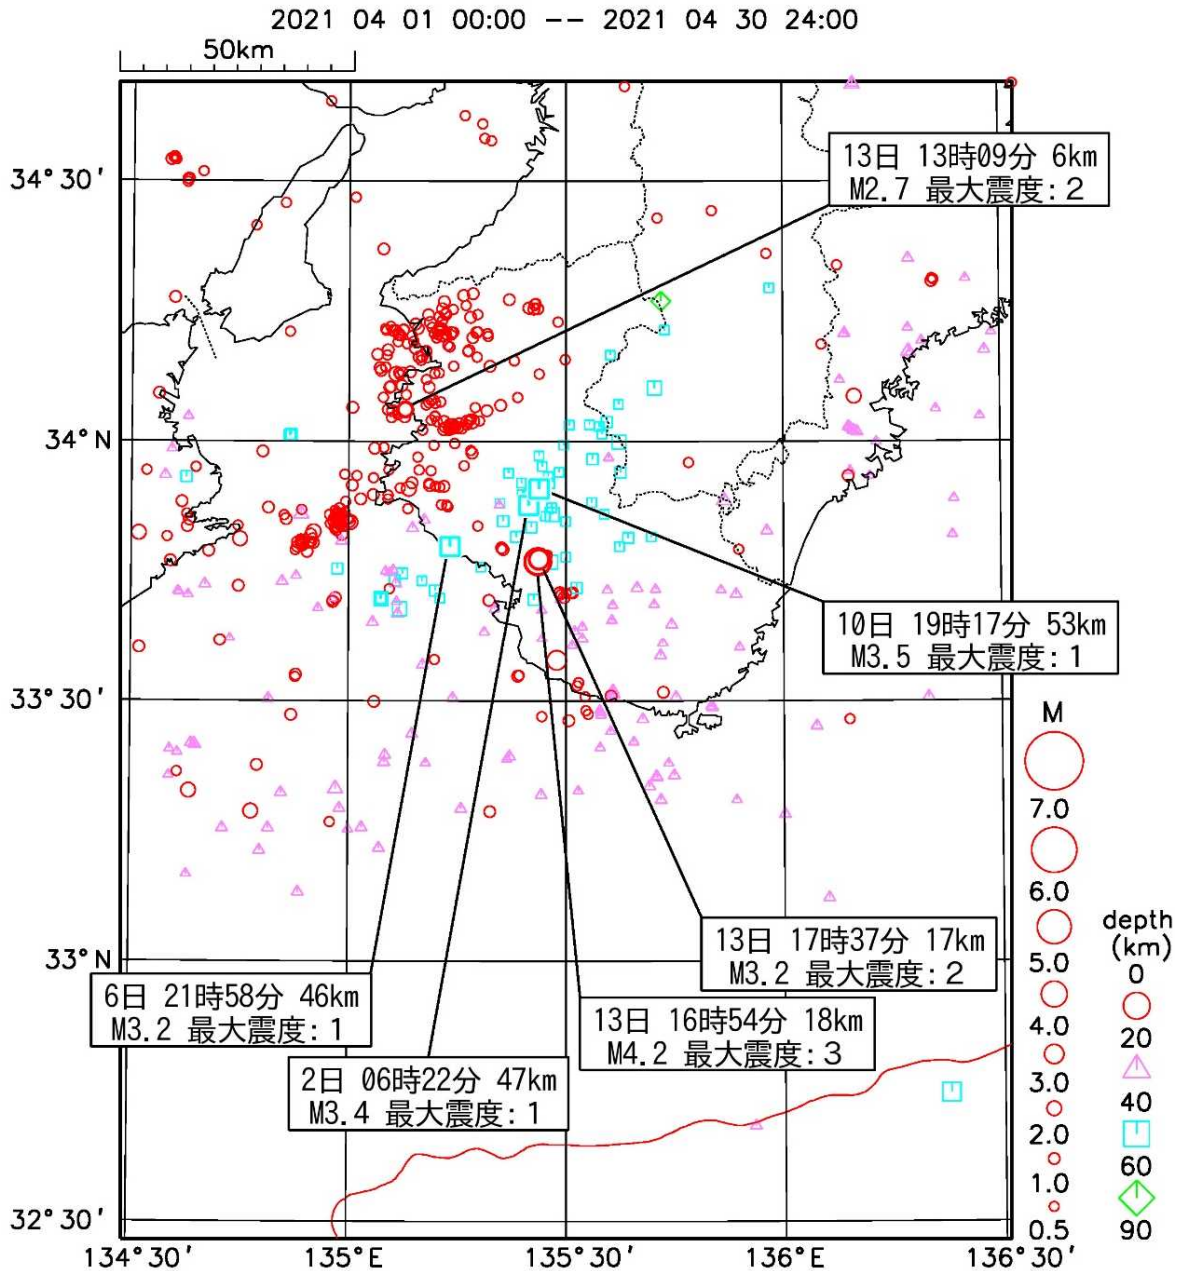 2021 04 01 00:00 -- 2021 04 30 24:00
50km
13日 13時09分 6km
M2.7 最大震度:2
34°30′
34°N
10日 19時17分 53km
M3.5 最大震度:1
33°30′
M
7.0
6.0
5.0
4.0
3.0
2.0
1.0
0.5
depth
(km)
0
20
40
60
90
13日 17時37分 17km
M3.2 最大震度:2
33°N
6日 21時58分 46km
M3.2 最大震度:1
13日 16時54分 18km
M4.2 最大震度:3
2日 06時22分 47km
M3.4 最大震度:1
32°30′
134°30′
135°E
135°30′
136°E
136°30′